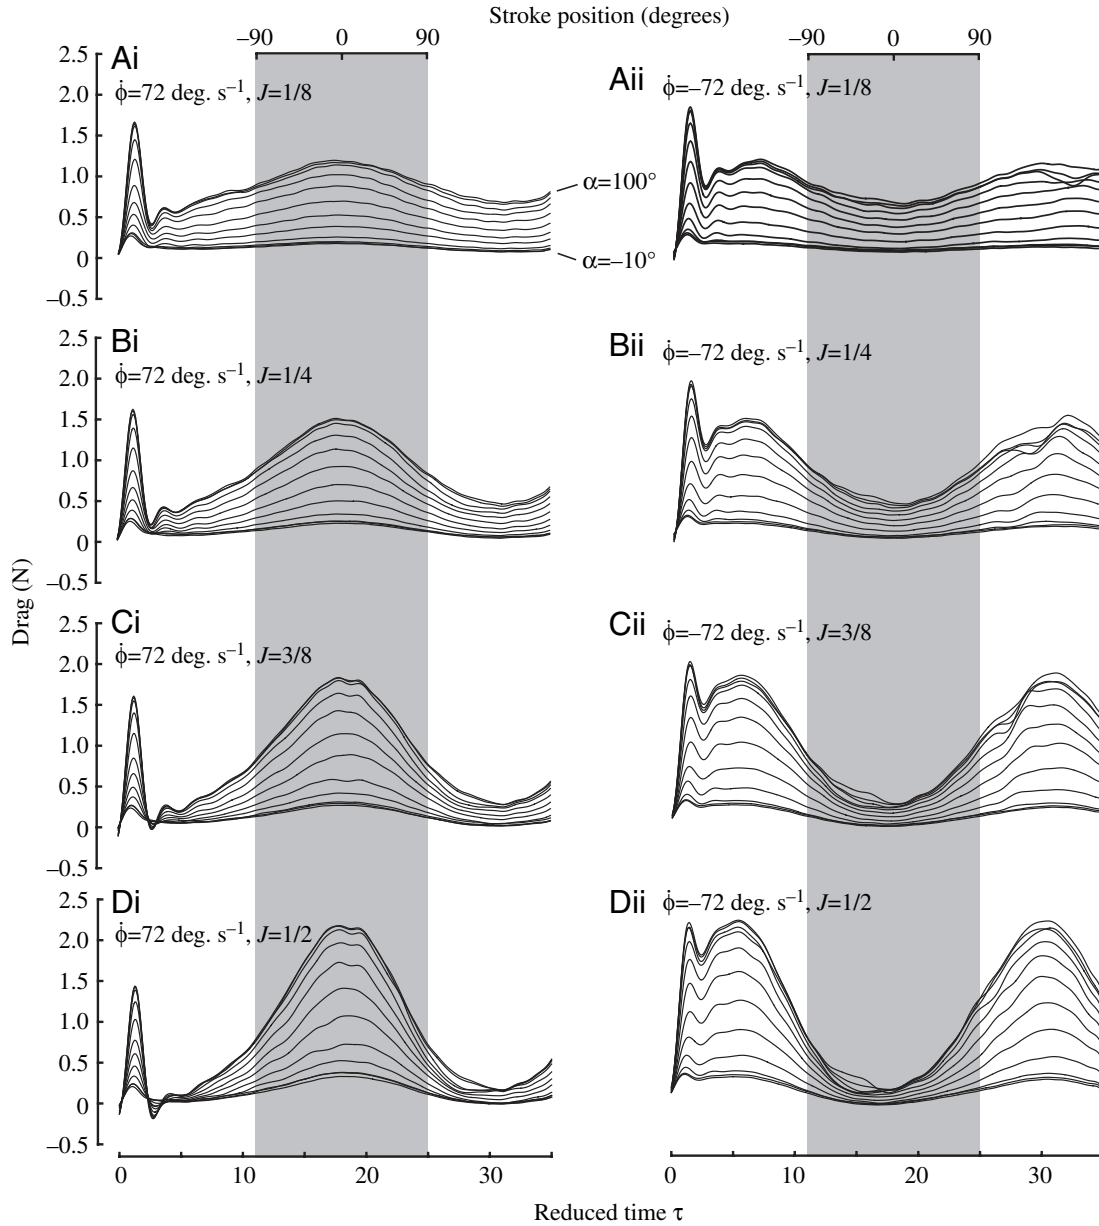 Stroke position (degrees)
–90 0 90
–90 0 90
Ai
φ̇=72 deg. s⁻¹, J=1/8
Aii
φ̇=–72 deg. s⁻¹, J=1/8
2.5
2.0
1.5
1.0
0.5
0
–0.5
α=100°
α=–10°
Bi
φ̇=72 deg. s⁻¹, J=1/4
Bii
φ̇=–72 deg. s⁻¹, J=1/4
2.5
2.0
1.5
1.0
0.5
0
–0.5
Drag (N)
Ci
φ̇=72 deg. s⁻¹, J=3/8
Cii
φ̇=–72 deg. s⁻¹, J=3/8
2.5
2.0
1.5
1.0
0.5
0
–0.5
Di
φ̇=72 deg. s⁻¹, J=1/2
Dii
φ̇=–72 deg. s⁻¹, J=1/2
2.5
2.0
1.5
1.0
0.5
0
–0.5
0 10 20 30
0 10 20 30
Reduced time τ